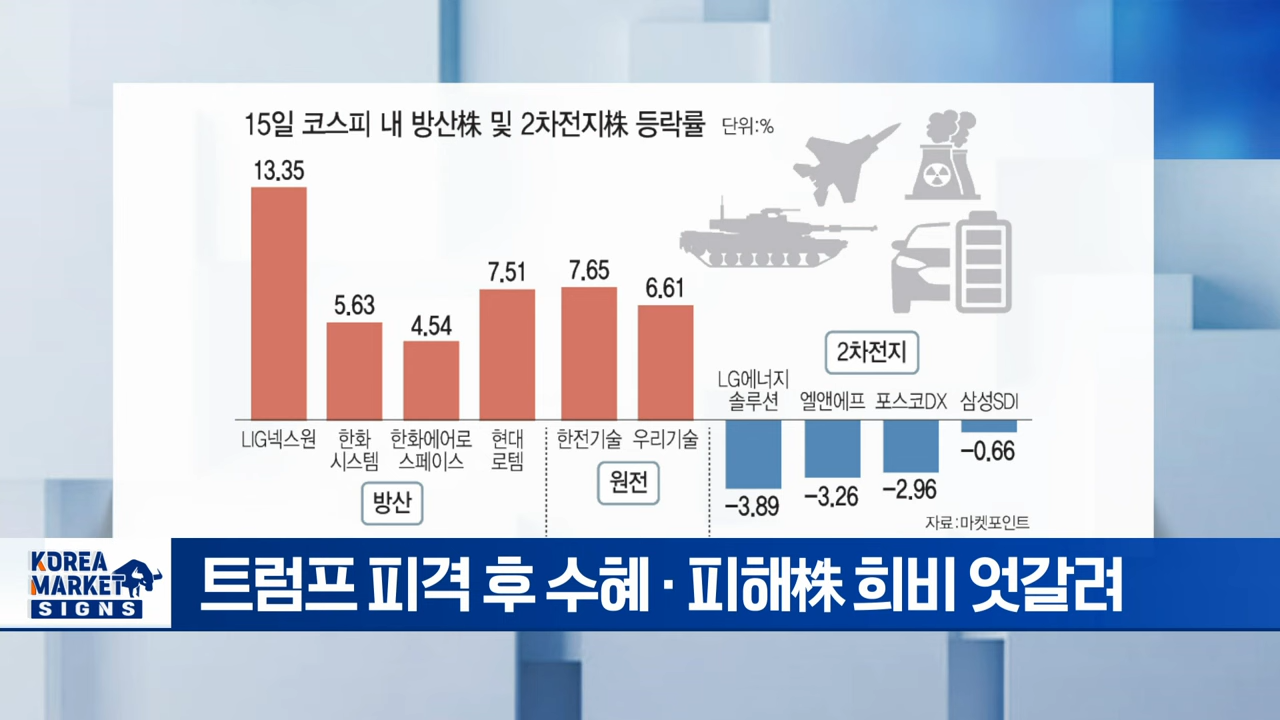 15일 코스피 내 방산株 및 2차전지株 등락률 단위:%
13.35
5.63
4.54
7.51
7.65
6.61
LIG넥스원
한화
시스템
한화에어로
스페이스
현대
로템
한전기술
우리기술
방산
원전
2차전지
LG에너지
솔루션
엘앤에프
포스코DX
삼성SDI
-3.89
-3.26
-2.96
-0.66
자료:마켓포인트
KOREA
MARKET
SIGNS
트럼프 피격 후 수혜·피해株 희비 엇갈려